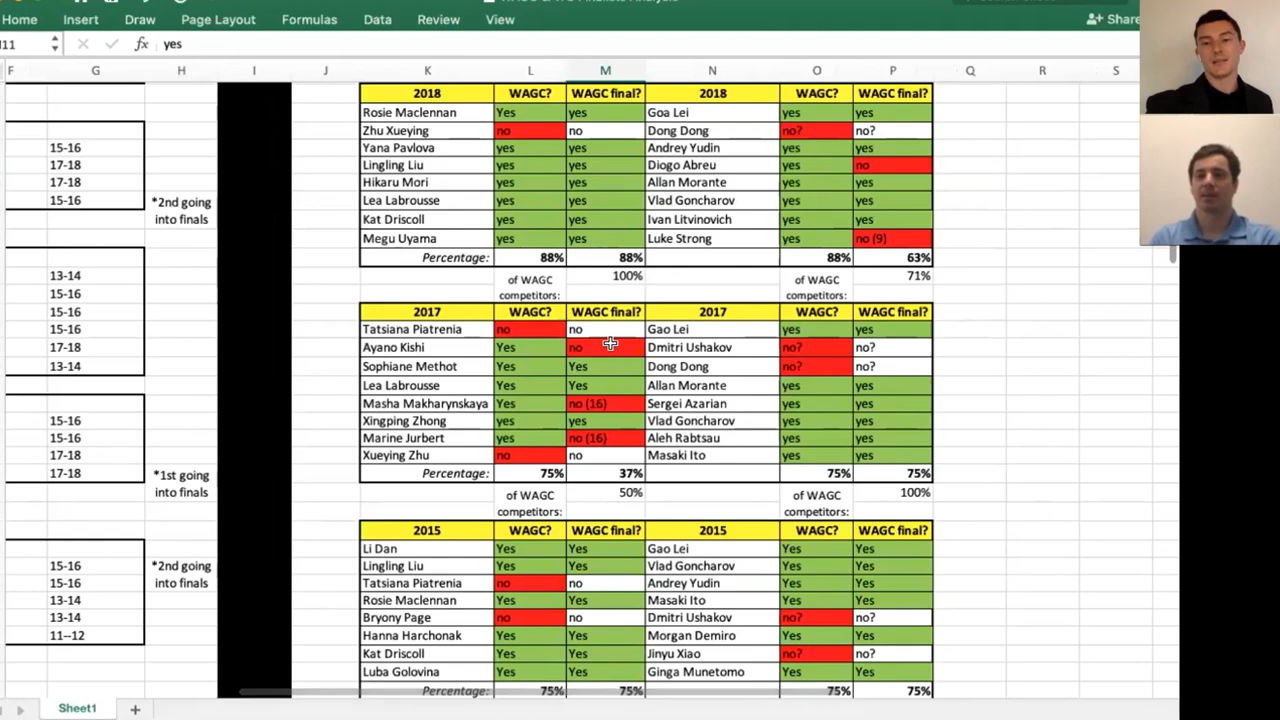 Home Insert Draw Page Layout Formulas Data Review View Share
fx yes
F G H I J K L M N O P Q R S
2018 WAGC? WAGC final? 2018 WAGC? WAGC final?
Rosie Maclennan Yes yes Goa Lei yes yes
Zhu Xueying no no Dong Dong no? no?
15-16 Yana Pavlova yes yes Andrey Yudin yes yes
17-18 Lingling Liu yes yes Diogo Abreu yes no
Hikaru Mori yes yes Allan Morante yes yes
15-16 Lea Labrousse yes yes Vlad Goncharov yes yes
*2nd going
into finals Kat Driscoll yes yes Ivan Litvinovich yes yes
Megu Uyama yes yes Luke Strong yes no (9)
Percentage: 88% 88% 88% 63%
13-14 of WAGC 100% of WAGC 71%
15-16 competitors: competitors:
15-16 2017 WAGC? WAGC final? 2017 WAGC? WAGC final?
15-16 Tatsiana Piatrenia no no Gao Lei yes yes
17-18 Ayano Kishi Yes no Dmitri Ushakov no? no?
13-14 Sophiane Methot Yes Yes Dong Dong no? no?
Lea Labrousse Yes Yes Allan Morante yes yes
Masha Makharynskaya Yes no (16) Sergei Azarian yes yes
15-16 Xingping Zhong yes yes Vlad Goncharov yes yes
15-16 Marine Jurbert yes no (16) Aleh Rabtsau yes yes
17-18 Xueying Zhu no no Masaki Ito yes yes
17-18 *1st going Percentage: 75% 37% 75% 75%
into finals of WAGC 50% of WAGC 100%
competitors: competitors:
2015 WAGC? WAGC final? 2015 WAGC? WAGC final?
Li Dan Yes Yes Gao Lei Yes Yes
15-16 *2nd going Lingling Liu Yes Yes Vlad Goncharov Yes Yes
15-16 into finals Tatsiana Piatrenia no no Andrey Yudin Yes Yes
13-14 Rosie Maclennan Yes Yes Masaki Ito Yes Yes
13-14 Bryony Page no no Dmitri Ushakov no? no?
11--12 Hanna Harchonak Yes Yes Morgan Demiro Yes Yes
Kat Driscoll Yes Yes Jinyu Xiao no? no?
Luba Golovina Yes Yes Ginga Munetomo Yes Yes
Percentage: 75% 75% 75% 75%
Sheet1